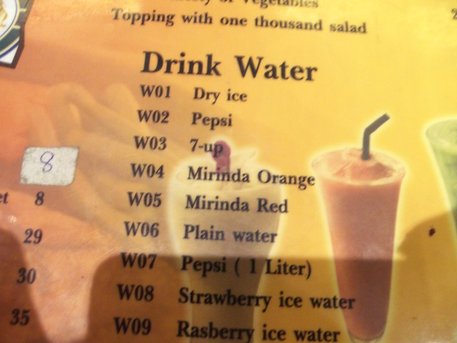 of Vegetables
Topping with one thousand salad
Drink Water
W01 Dry ice
W02 Pepsi
W03 7-up
8
W04 Mirinda Orange
8 W05 Mirinda Red
29 W06 Plain water
W07 Pepsi ( 1 Liter)
30 W08 Strawberry ice water
35 W09 Rasberry ice water